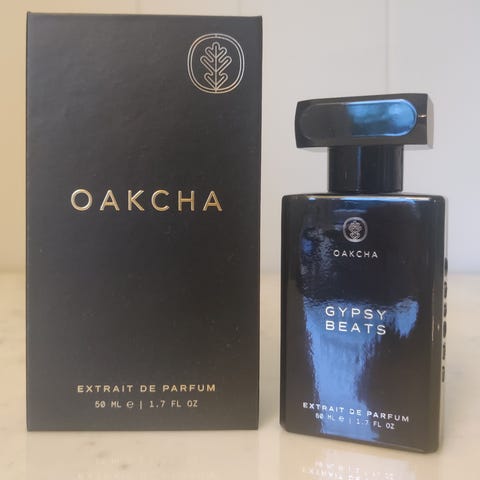 OAKCHA
EXTRAIT DE PARFUM
50 ML ℮ | 1.7 FL OZ
OAKCHA
GYPSY
BEATS
EXTRAIT DE PARFUM
50 ML ℮ | 1.7 FL OZ